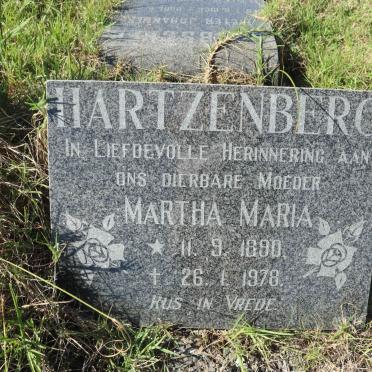 HARTZENBERG
IN LIEFDEVOLLE HERINNERING AAN
ONS DIERBARE MOEDER
MARTHA MARIA
★ 11. 9. 1890.
† 26. 1. 1978.
RUS IN VREDE